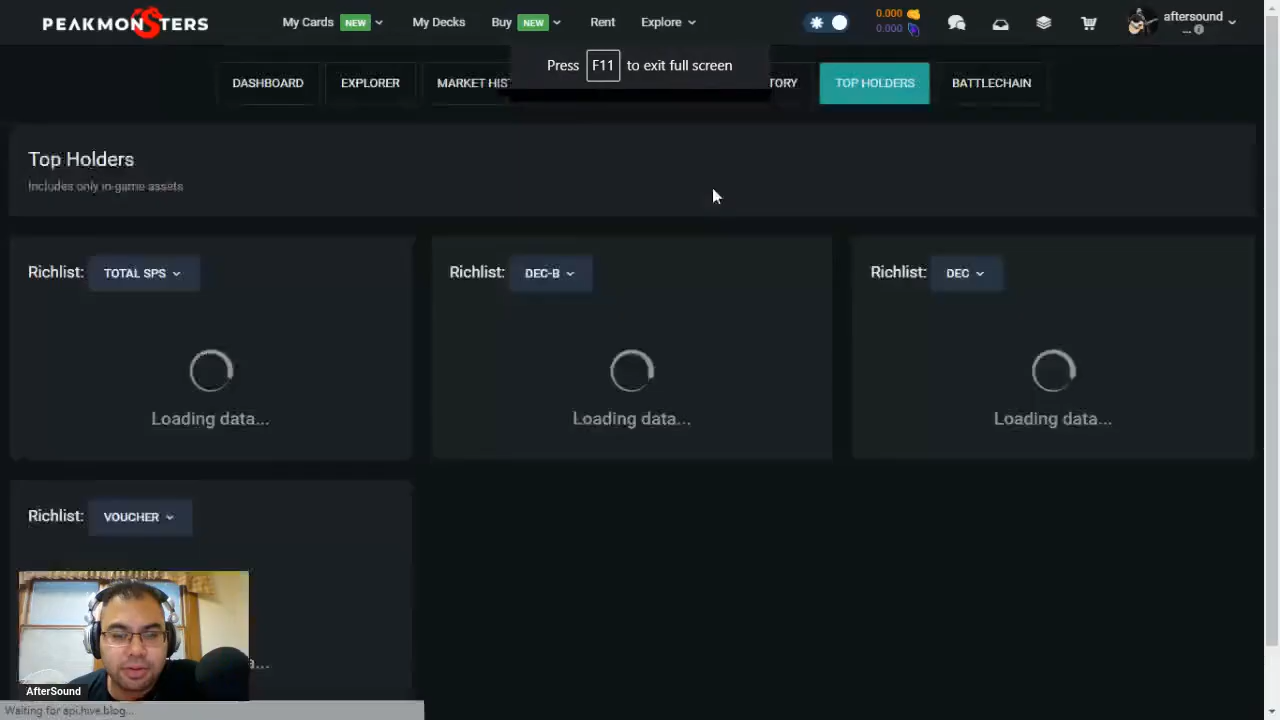 PEAKMONSTERS
My Cards NEW
My Decks
Buy NEW
Rent
Explore
0.000
0.000
aftersound
...
Press F11 to exit full screen
DASHBOARD
EXPLORER
MARKET HIS
TORY
TOP HOLDERS
BATTLECHAIN
Top Holders
Includes only in-game assets
Richlist: TOTAL SPS
Loading data...
Richlist: DEC-B
Loading data...
Richlist: DEC
Loading data...
Richlist: VOUCHER
a...
AfterSound
Waiting for api.hive.blog...